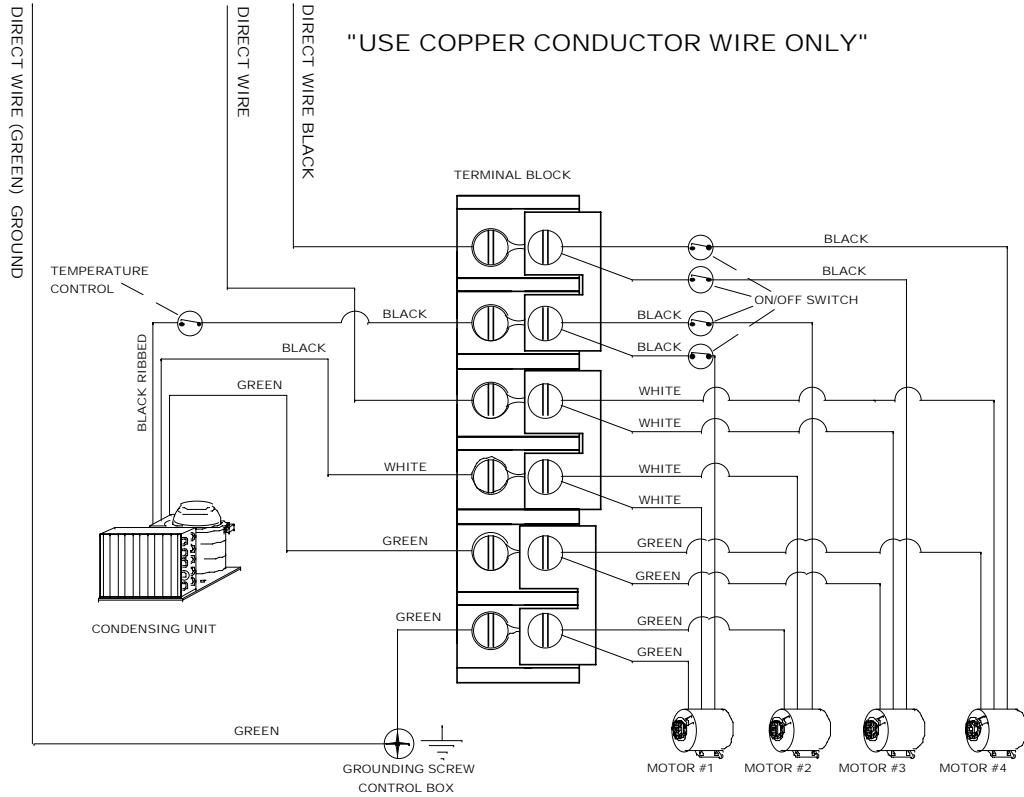 "USE COPPER CONDUCTOR WIRE ONLY"
DIRECT WIRE (GREEN) GROUND
DIRECT WIRE
DIRECT WIRE BLACK
TERMINAL BLOCK
BLACK
BLACK
ON/OFF SWITCH
BLACK
BLACK
TEMPERATURE
CONTROL
BLACK
BLACK RIBBED
BLACK
GREEN
WHITE
WHITE
WHITE
WHITE
WHITE
GREEN
GREEN
GREEN
GREEN
GREEN
GREEN
CONDENSING UNIT
GREEN
GROUNDING SCREW
CONTROL BOX
MOTOR #1
MOTOR #2
MOTOR #3
MOTOR #4